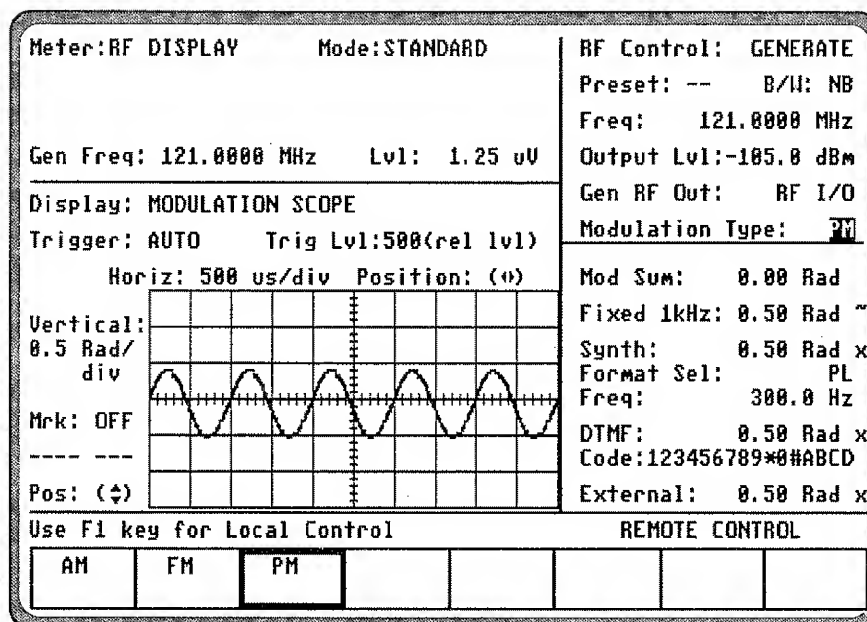 Meter:RF DISPLAY Mode:STANDARD
Gen Freq: 121.0000 MHz Lvl: 1.25 uV
Display: MODULATION SCOPE
Trigger: AUTO Trig Lvl:500(rel lvl)
Horiz: 500 us/div Position: (↔)
Vertical:
0.5 Rad/
div
Mrk: OFF
---- ---
Pos: (▲▼)
RF Control: GENERATE
Preset: -- B/W: NB
Freq: 121.0000 MHz
Output Lvl:-105.0 dBm
Gen RF Out: RF I/O
Modulation Type: PM
Mod Sum: 0.00 Rad
Fixed 1kHz: 0.50 Rad ~
Synth: 0.50 Rad x
Format Sel: PL
Freq: 300.0 Hz
DTMF: 0.50 Rad x
Code:123456789*0#ABCD
External: 0.50 Rad x
Use F1 key for Local Control REMOTE CONTROL
AM FM PM